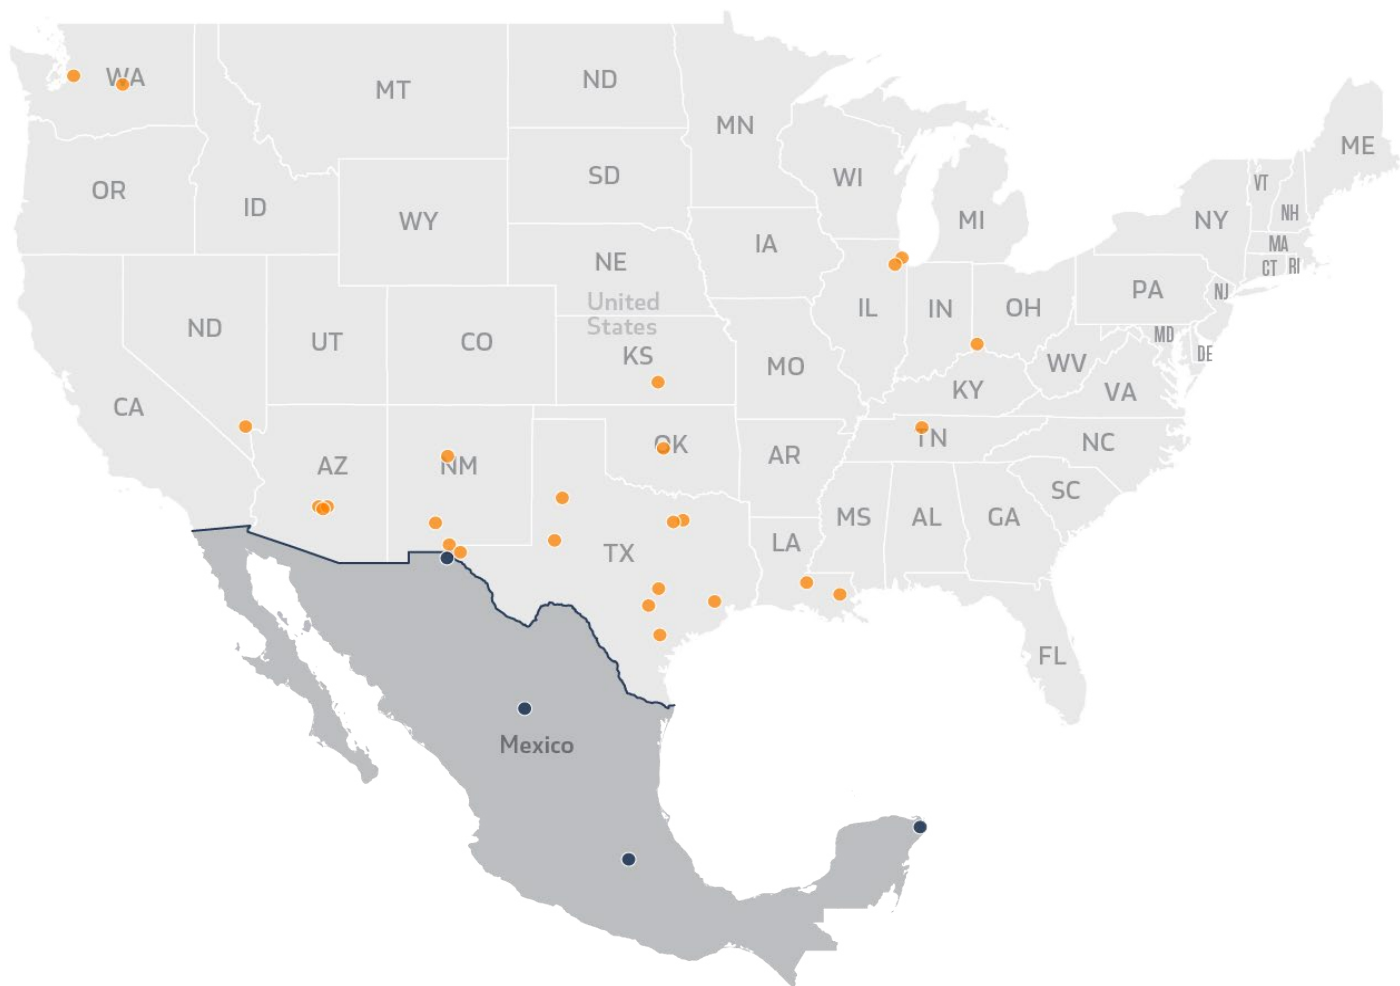 WA
MT
ND
MN
ME
OR
ID
SD
WI
VT
WY
MI
NY
NH
IA
MA
NE
CT
RI
United
States
PA
NJ
ND
UT
CO
IL
IN
OH
MD
KS
MO
WV
DE
CA
KY
VA
AZ
NM
OK
AR
TN
NC
SC
TX
LA
MS
AL
GA
FL
Mexico